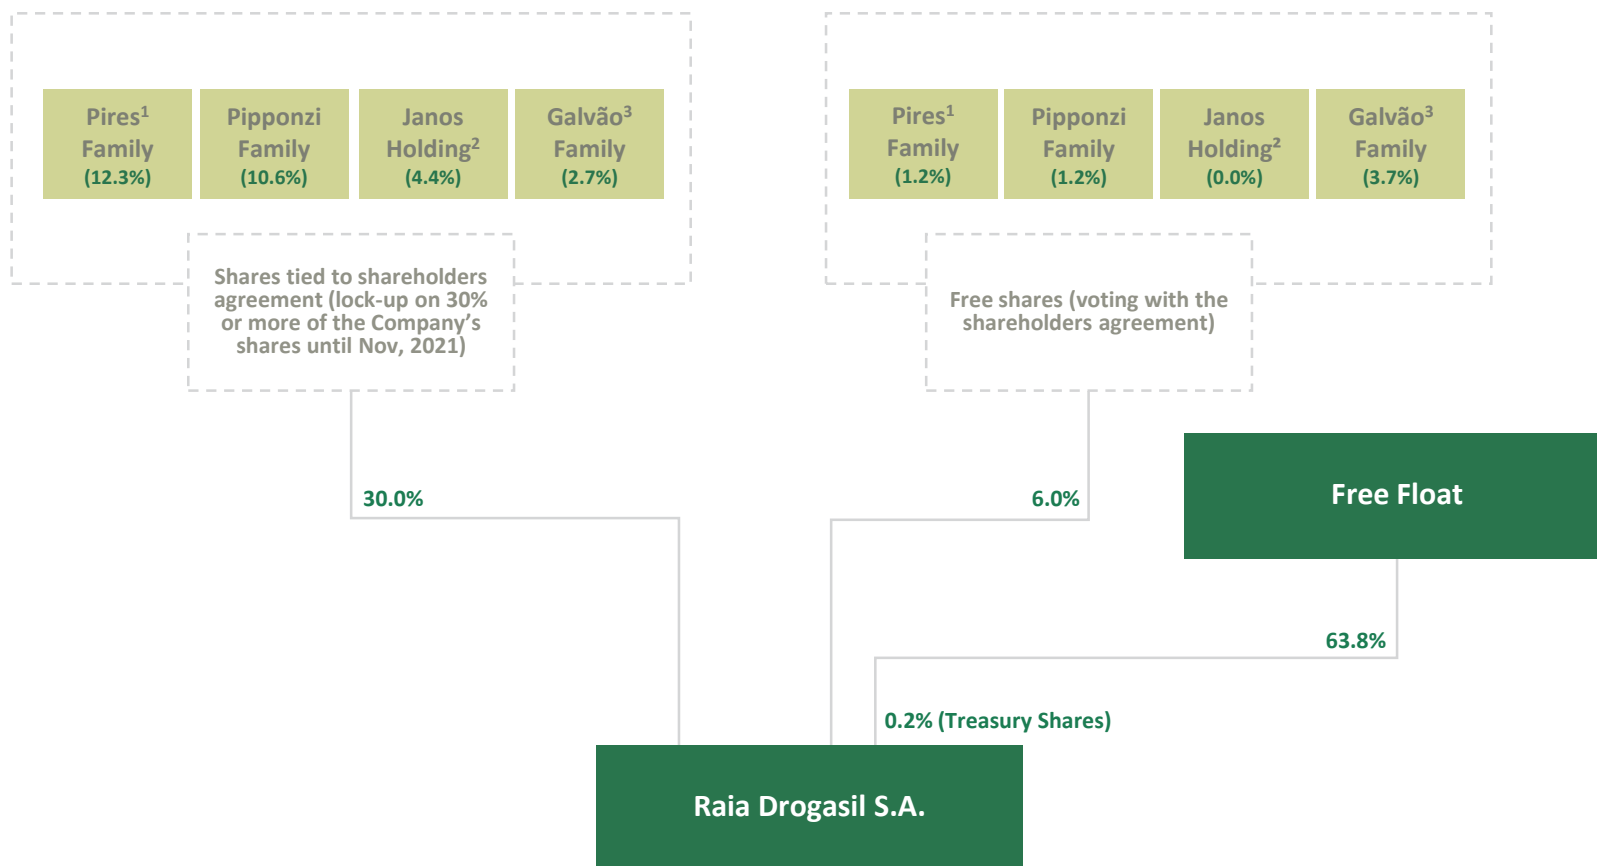 Pires¹
Family
(12.3%)
Pipponzi
Family
(10.6%)
Janos
Holding²
(4.4%)
Galvão³
Family
(2.7%)
Shares tied to shareholders
agreement (lock-up on 30%
or more of the Company’s
shares until Nov, 2021)
Pires¹
Family
(1.2%)
Pipponzi
Family
(1.2%)
Janos
Holding²
(0.0%)
Galvão³
Family
(3.7%)
Free shares (voting with the
shareholders agreement)
30.0%
6.0%
Free Float
63.8%
0.2% (Treasury Shares)
Raia Drogasil S.A.